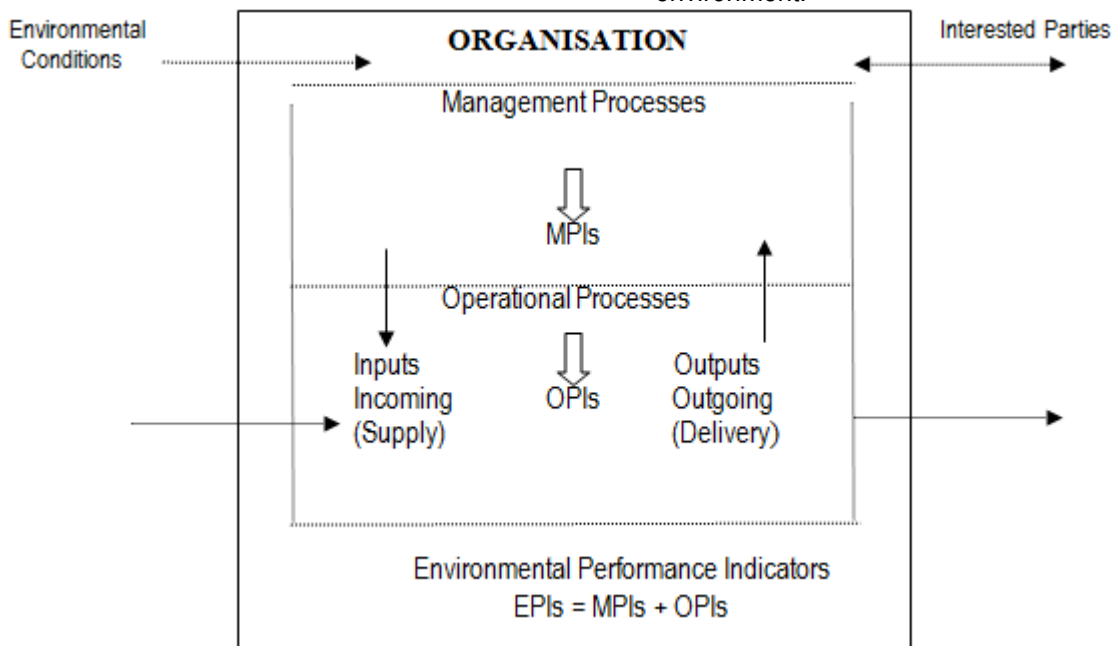 environment.
Environmental
Conditions
ORGANISATION
Interested Parties
Management Processes
MPIs
Operational Processes
Inputs
Incoming
(Supply)
OPIs
Outputs
Outgoing
(Delivery)
Environmental Performance Indicators
EPIs = MPIs + OPIs